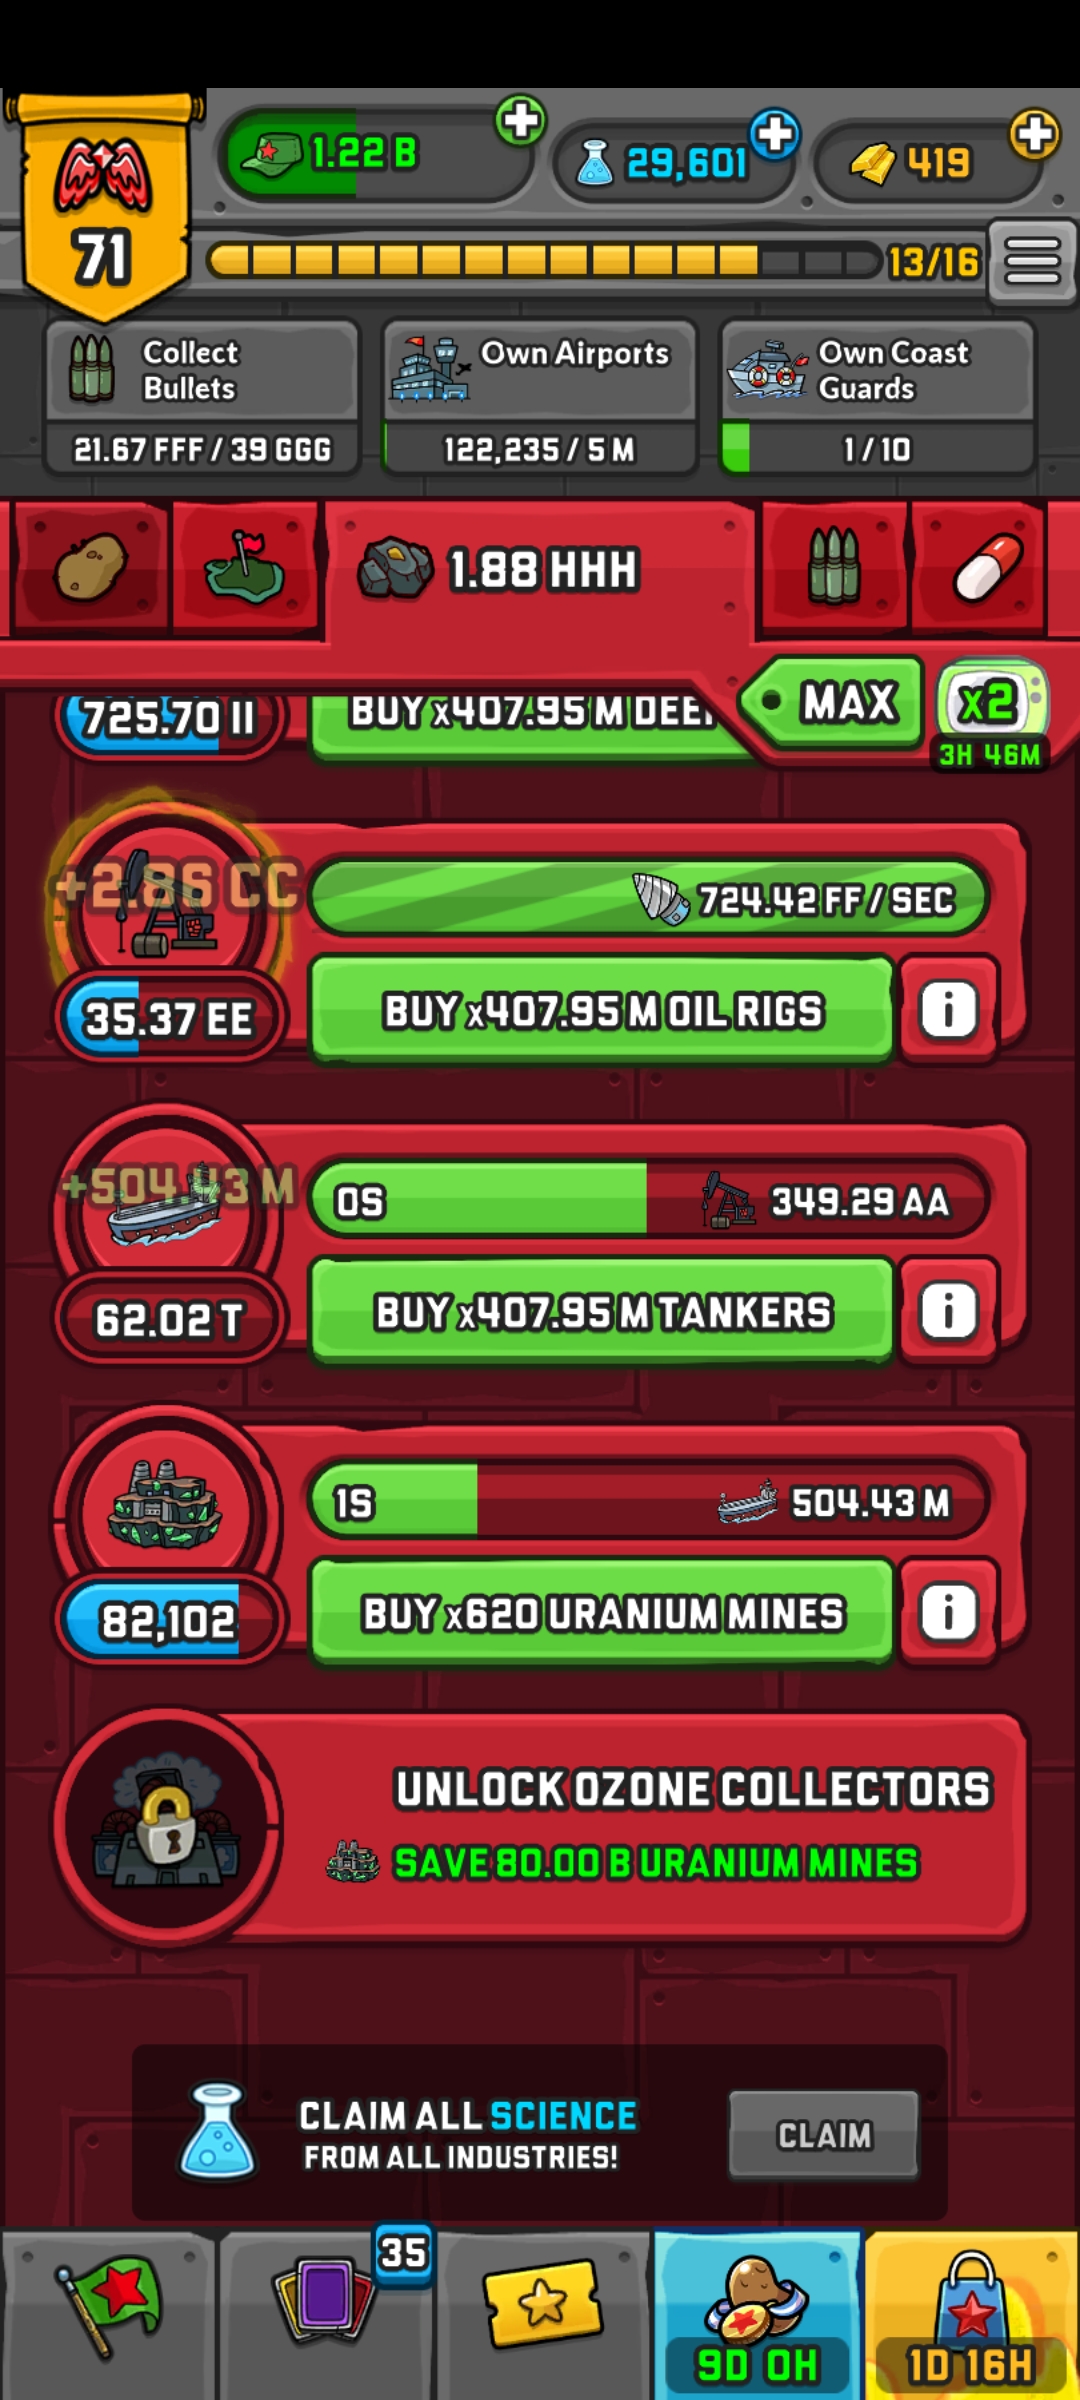 1.22 B
29,601
419
71
13/16
Collect
Bullets
21.67 FFF / 39 GGG
Own Airports
122,235 / 5 M
Own Coast
Guards
1 / 10
1.88 HHH
MAX
x2
3H 46M
725.70 II
BUY x407.95 M DEE
+2.86 CC
724.42 FF / SEC
35.37 EE
BUY x407.95 M OIL RIGS
i
+504.43 M
0S
349.29 AA
62.02 T
BUY x407.95 M TANKERS
i
1S
504.43 M
82,102
BUY x620 URANIUM MINES
i
UNLOCK OZONE COLLECTORS
SAVE 80.00 B URANIUM MINES
CLAIM ALL SCIENCE
FROM ALL INDUSTRIES!
CLAIM
35
9D 0H
1D 16H